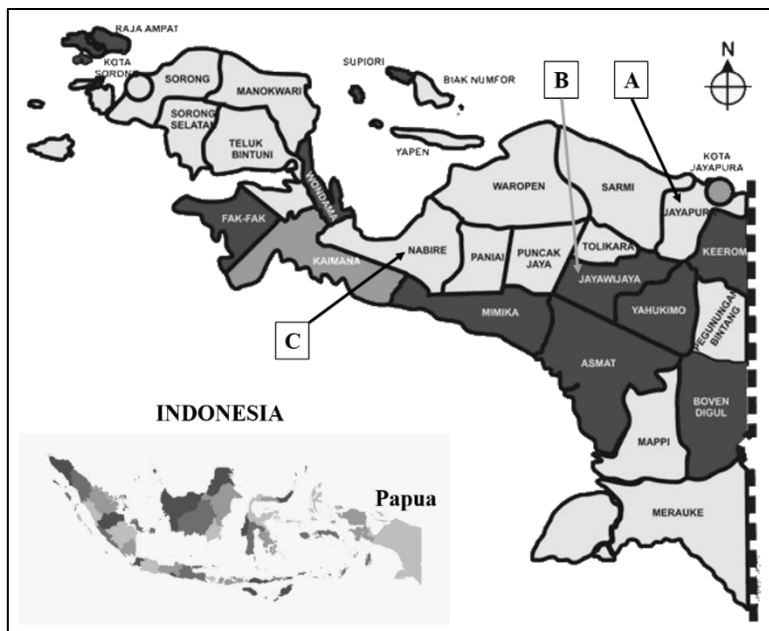 RAJA AMPAT
KOTA
SORONG
SORONG
MANOKWARI
SORONG
SELATAN
TELUK
BINTUNI
WONDAMA
FAK-FAK
KAIMANA
SUPIORI
BIAK NUMFOR
YAPEN
B
A
N
KOTA
JAYAPURA
WAROPEN
SARMI
JAYAPURA
NABIRE
PANIAI
PUNCAK
JAYA
TOLIKARA
KEEROM
JAYAWIJAYA
YAHUKIMO
PEGUNUNGAN
BINTANG
C
MIMIKA
ASMAT
BOVEN
DIGUL
MAPPI
MERAUKE
INDONESIA
Papua